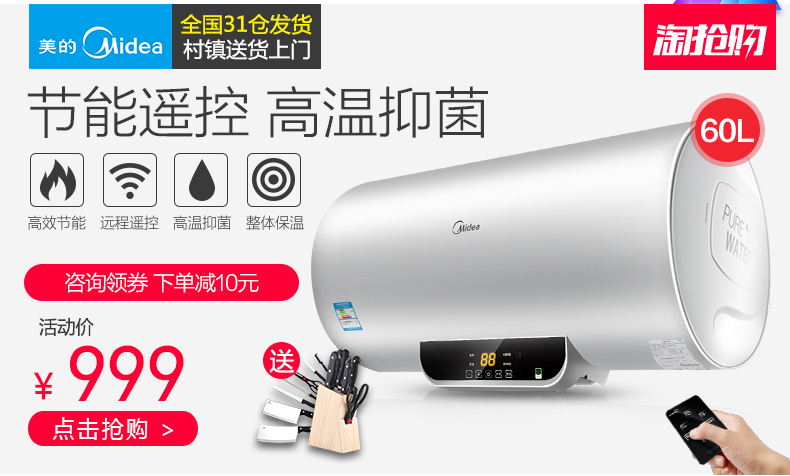 美的 Midea
全国31仓发货
村镇送货上门
淘抢购
节能遥控 高温抑菌
60L
高效节能 远程遥控 高温抑菌 整体保温
Midea
PURE
WATER
咨询领券 下单减10元
活动价
¥ 999
送
88
点击抢购 >